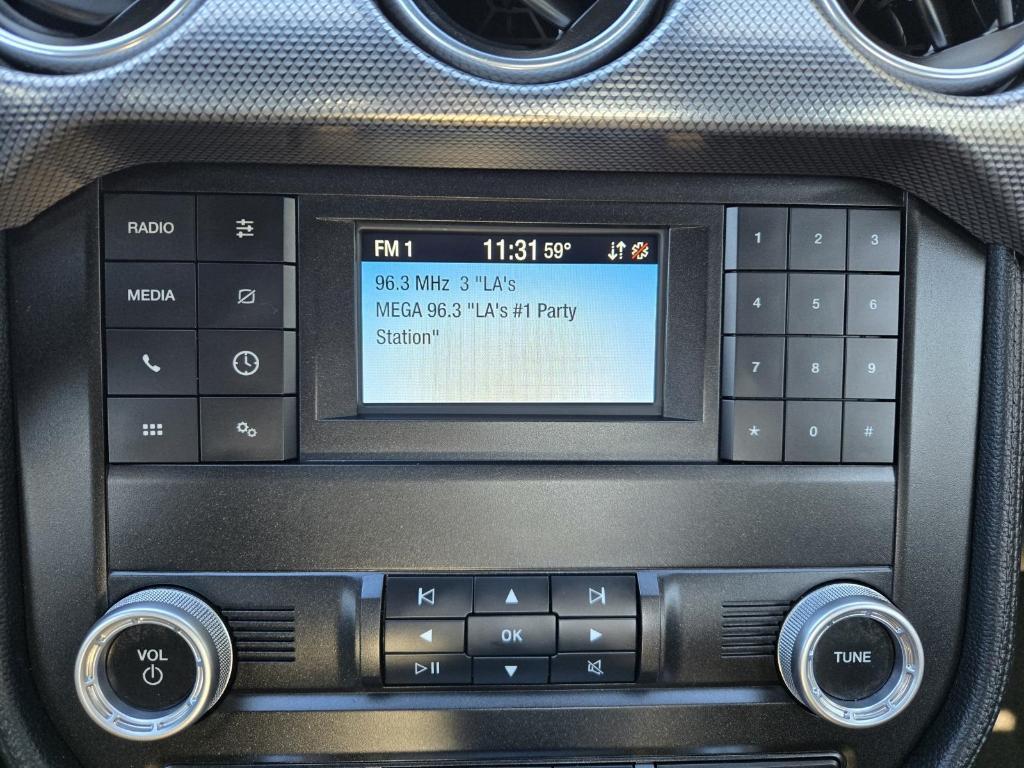 RADIO
MEDIA
FM 1 11:31 59°
96.3 MHz 3 "LA's
MEGA 96.3 "LA's #1 Party
Station"
1 2 3
4 5 6
7 8 9
* 0 #
VOL
OK
TUNE